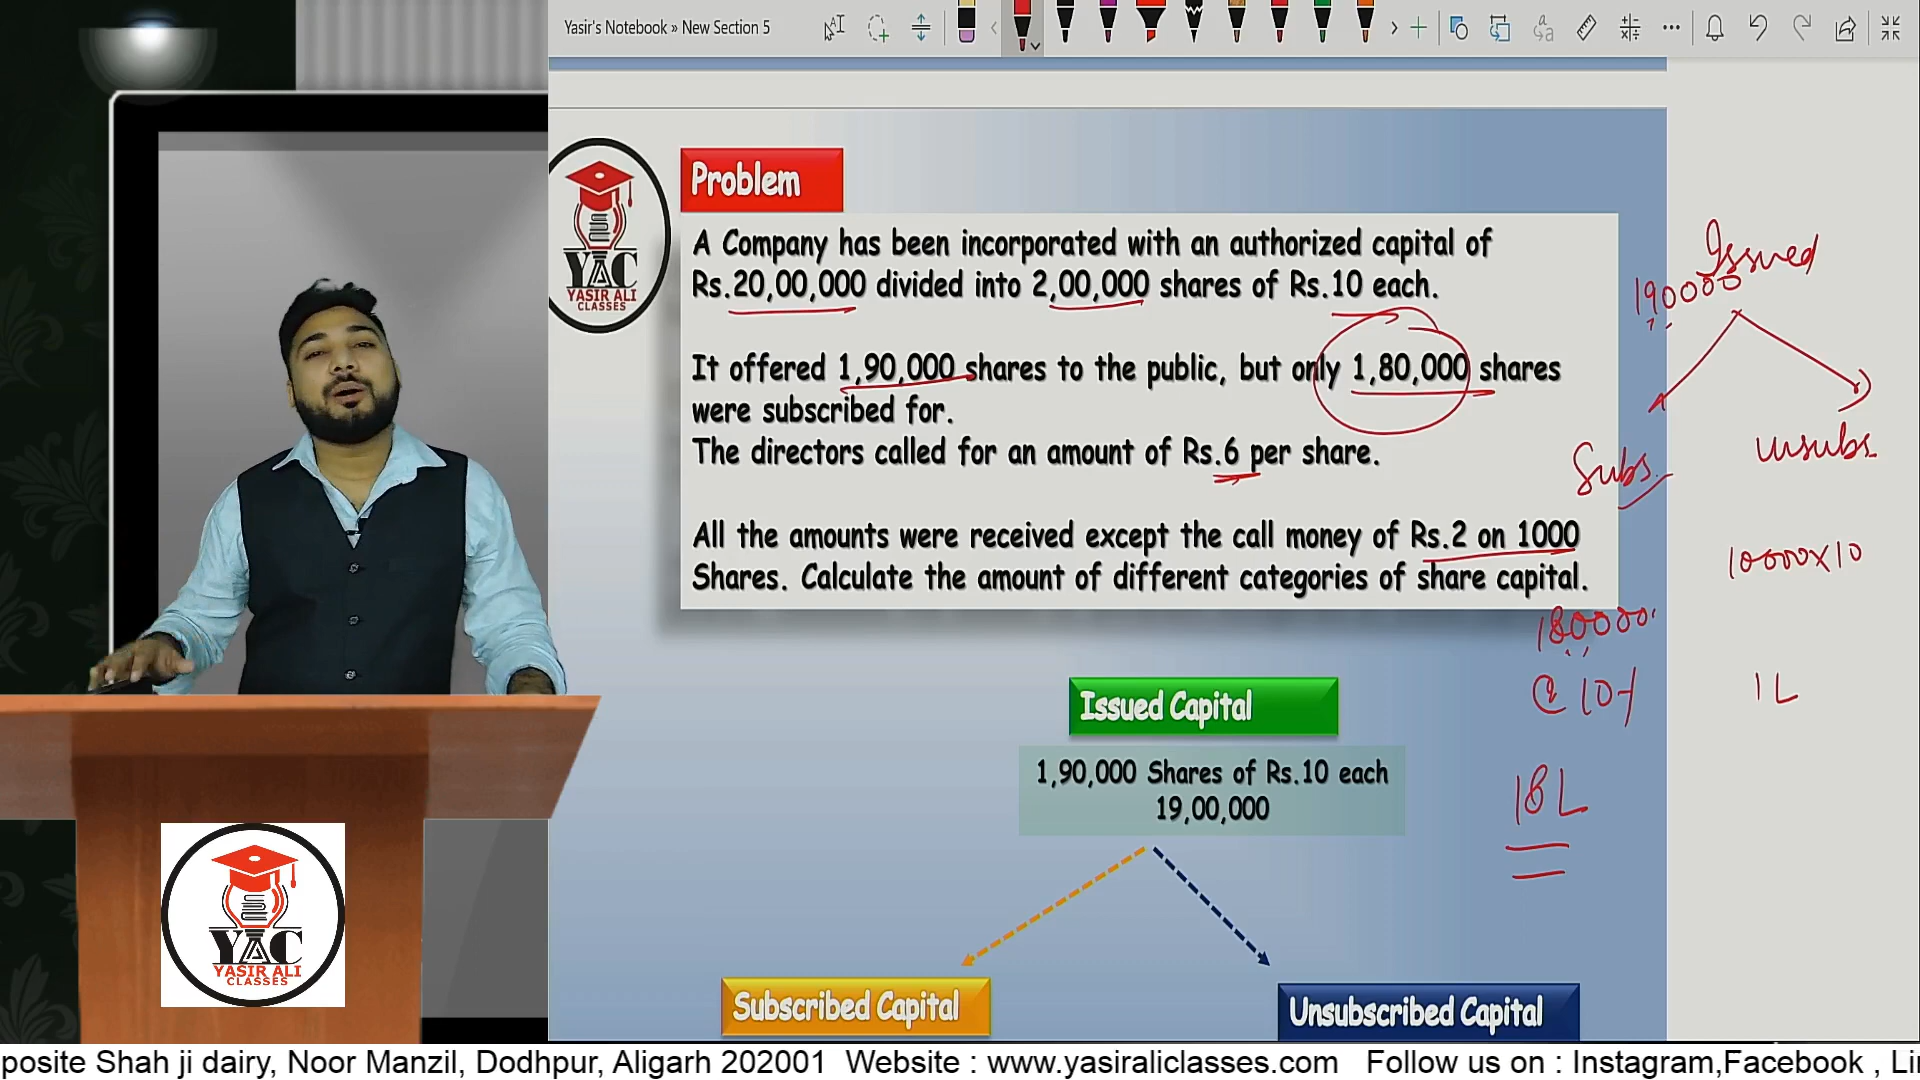 Yasir's Notebook » New Section 5
YAC
YASIR ALI
CLASSES
Problem
A Company has been incorporated with an authorized capital of
Rs.20,00,000 divided into 2,00,000 shares of Rs.10 each.
It offered 1,90,000 shares to the public, but only 1,80,000 shares
were subscribed for.
The directors called for an amount of Rs.6 per share.
All the amounts were received except the call money of Rs.2 on 1000
Shares. Calculate the amount of different categories of share capital.
Issued
190000
Subs.
unsubs.
10000x10
180000.
@ 10/-
1L
18L
Issued Capital
1,90,000 Shares of Rs.10 each
19,00,000
Subscribed Capital
Unsubscribed Capital
YAC
YASIR ALI
CLASSES
posite Shah ji dairy, Noor Manzil, Dodhpur, Aligarh 202001 Website : www.yasiraliclasses.com Follow us on : Instagram,Facebook , Li